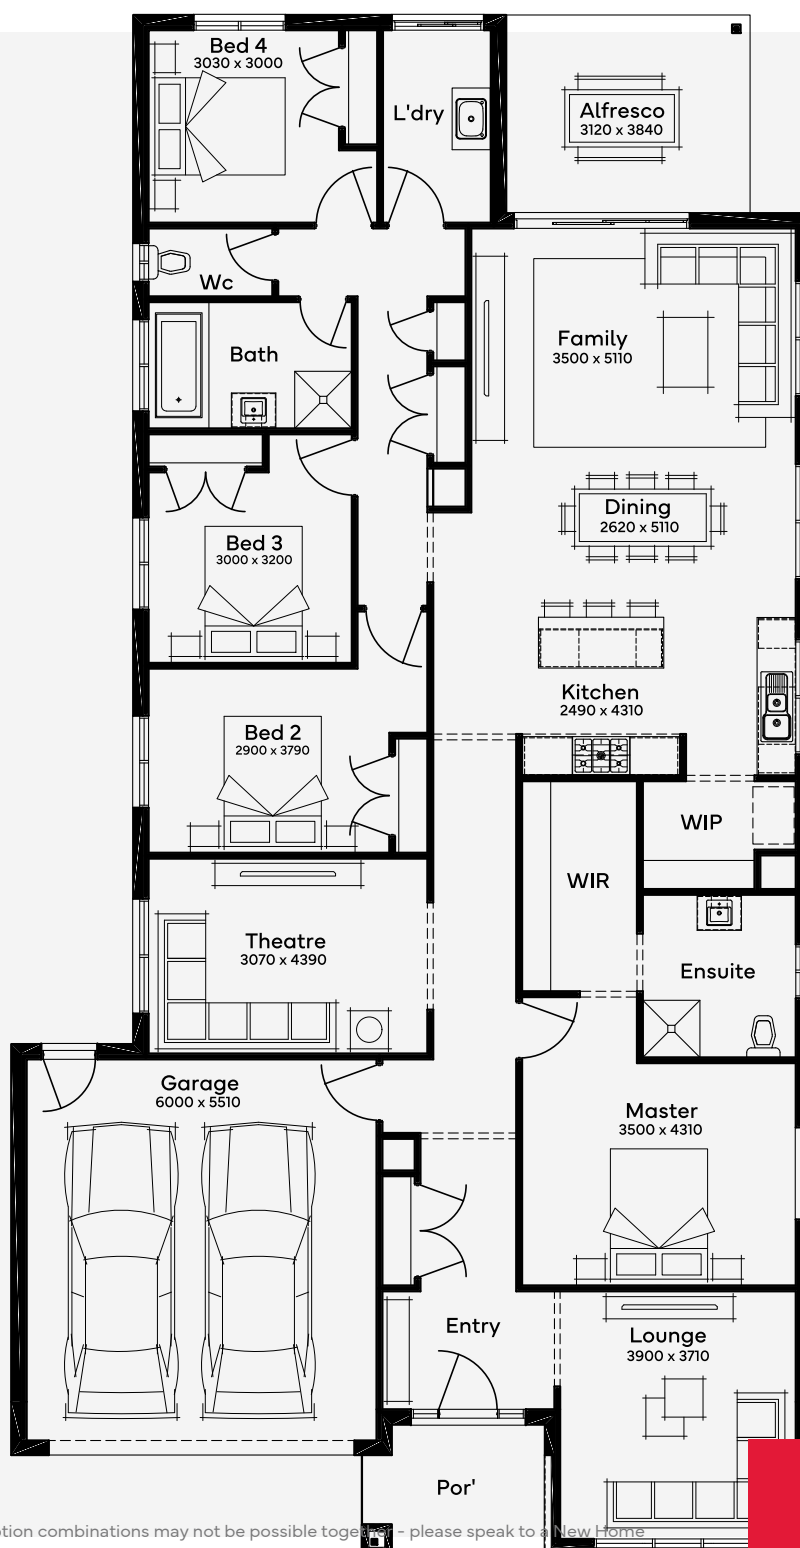 Bed 4
3030 x 3000
L'dry
Alfresco
3120 x 3840
Wc
Bath
Family
3500 x 5110
Dining
2620 x 5110
Bed 3
3000 x 3200
Kitchen
2490 x 4310
Bed 2
2900 x 3790
WIP
WIR
Theatre
3070 x 4390
Ensuite
Garage
6000 x 5510
Master
3500 x 4310
Entry
Lounge
3900 x 3710
Por'
combinations may not be possible together - please speak to a New Home